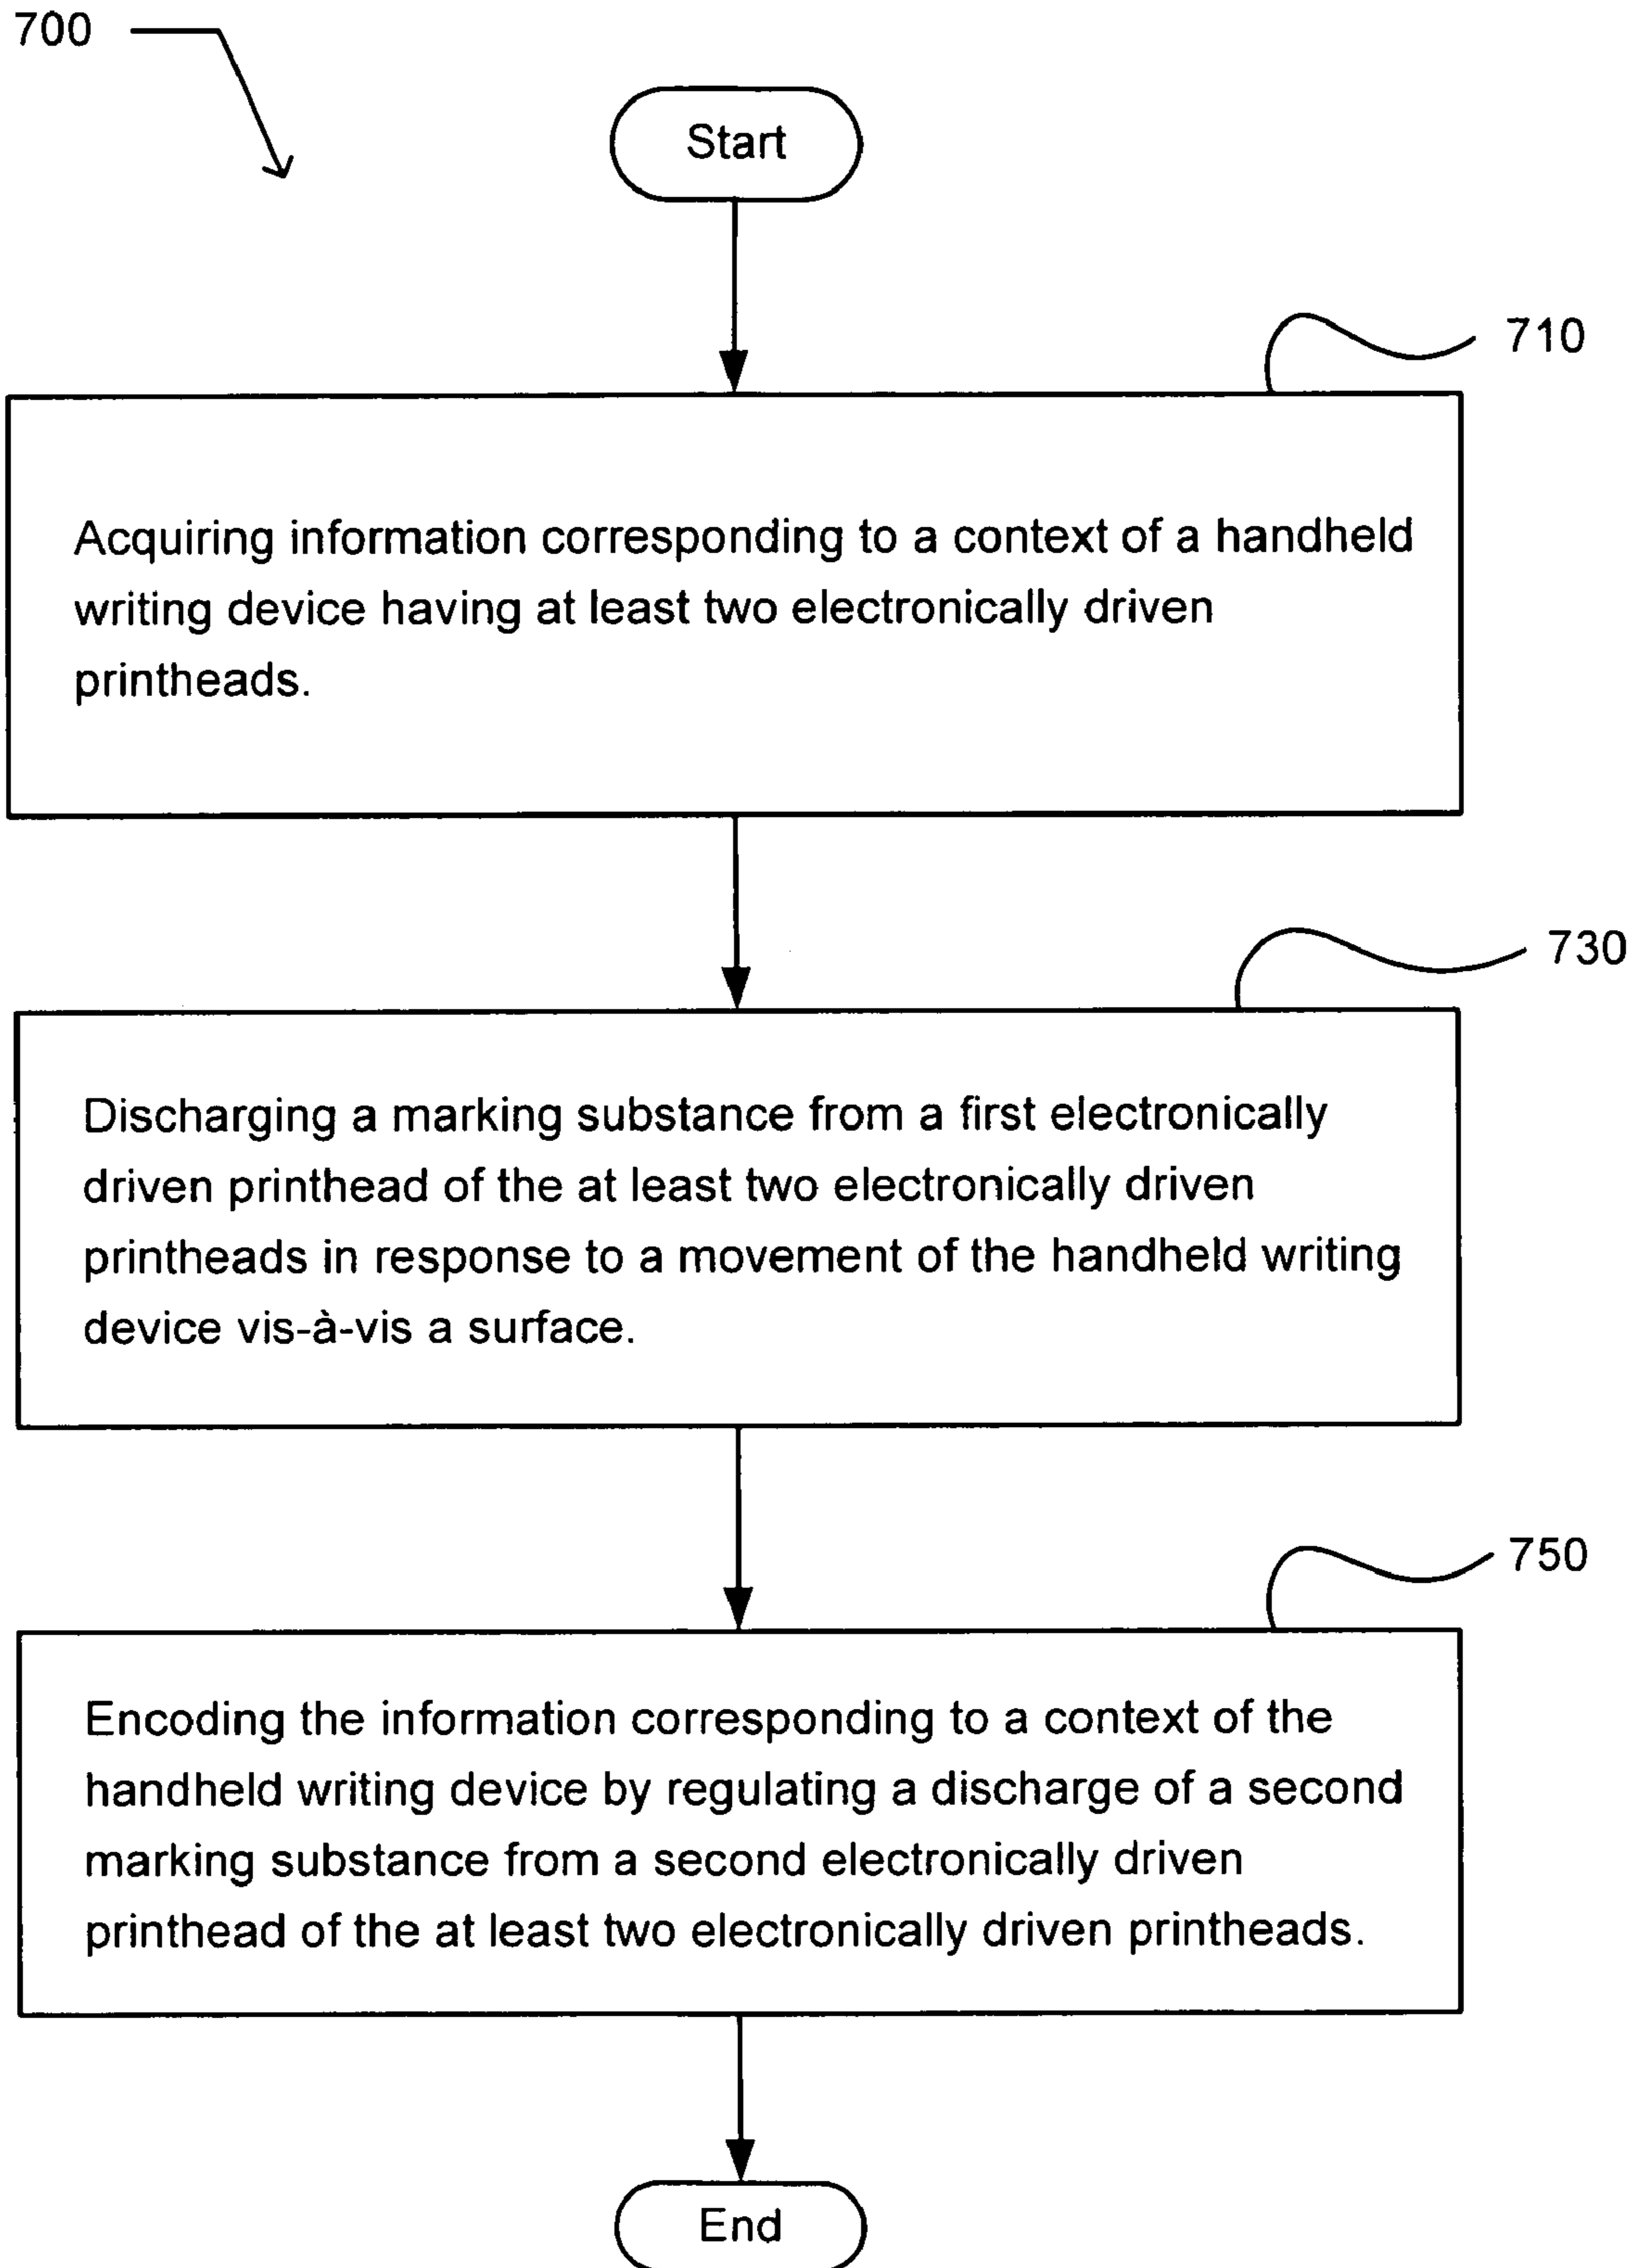 700
Start
710
Acquiring information corresponding to a context of a handheld
writing device having at least two electronically driven
printheads.
730
Discharging a marking substance from a first electronically
driven printhead of the at least two electronically driven
printheads in response to a movement of the handheld writing
device vis-à-vis a surface.
750
Encoding the information corresponding to a context of the
handheld writing device by regulating a discharge of a second
marking substance from a second electronically driven
printhead of the at least two electronically driven printheads.
End